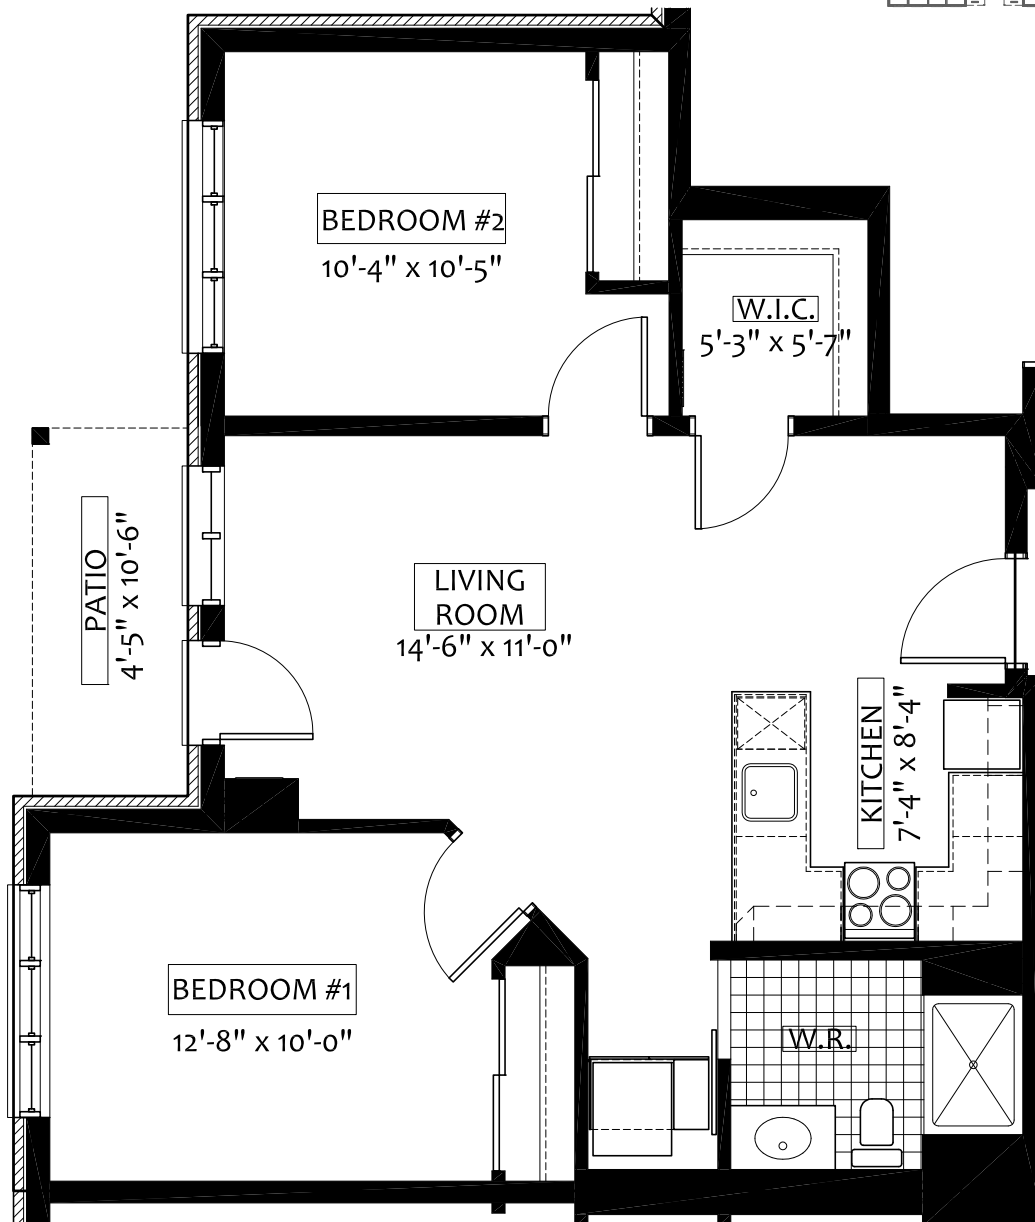 BEDROOM #2
10'-4" x 10'-5"
W.I.C.
5'-3" x 5'-7"
PATIO
4'-5" x 10'-6"
LIVING
ROOM
14'-6" x 11'-0"
KITCHEN
7'-4" x 8'-4"
BEDROOM #1
12'-8" x 10'-0"
W.R.